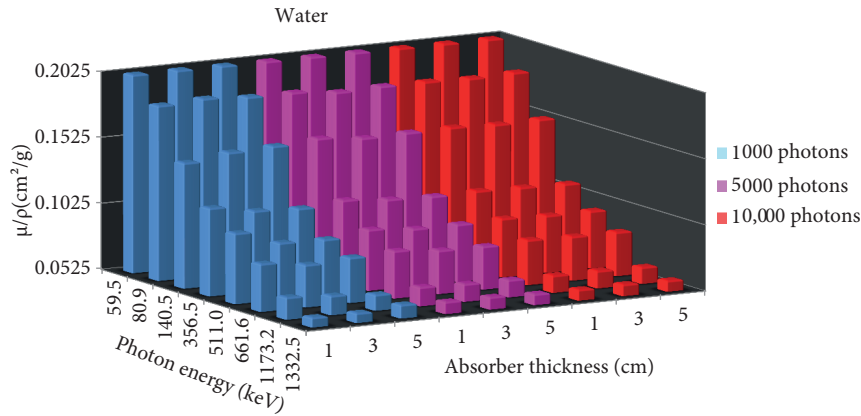 Water
0.2025
0.1525
0.1025
0.0525
μ/ρ(cm²/g)
59.5
80.9
140.5
356.5
511.0
661.6
1173.2
1332.5
Photon energy (keV)
1 3 5 1 3 5 1 3 5
Absorber thickness (cm)
1000 photons
5000 photons
10,000 photons